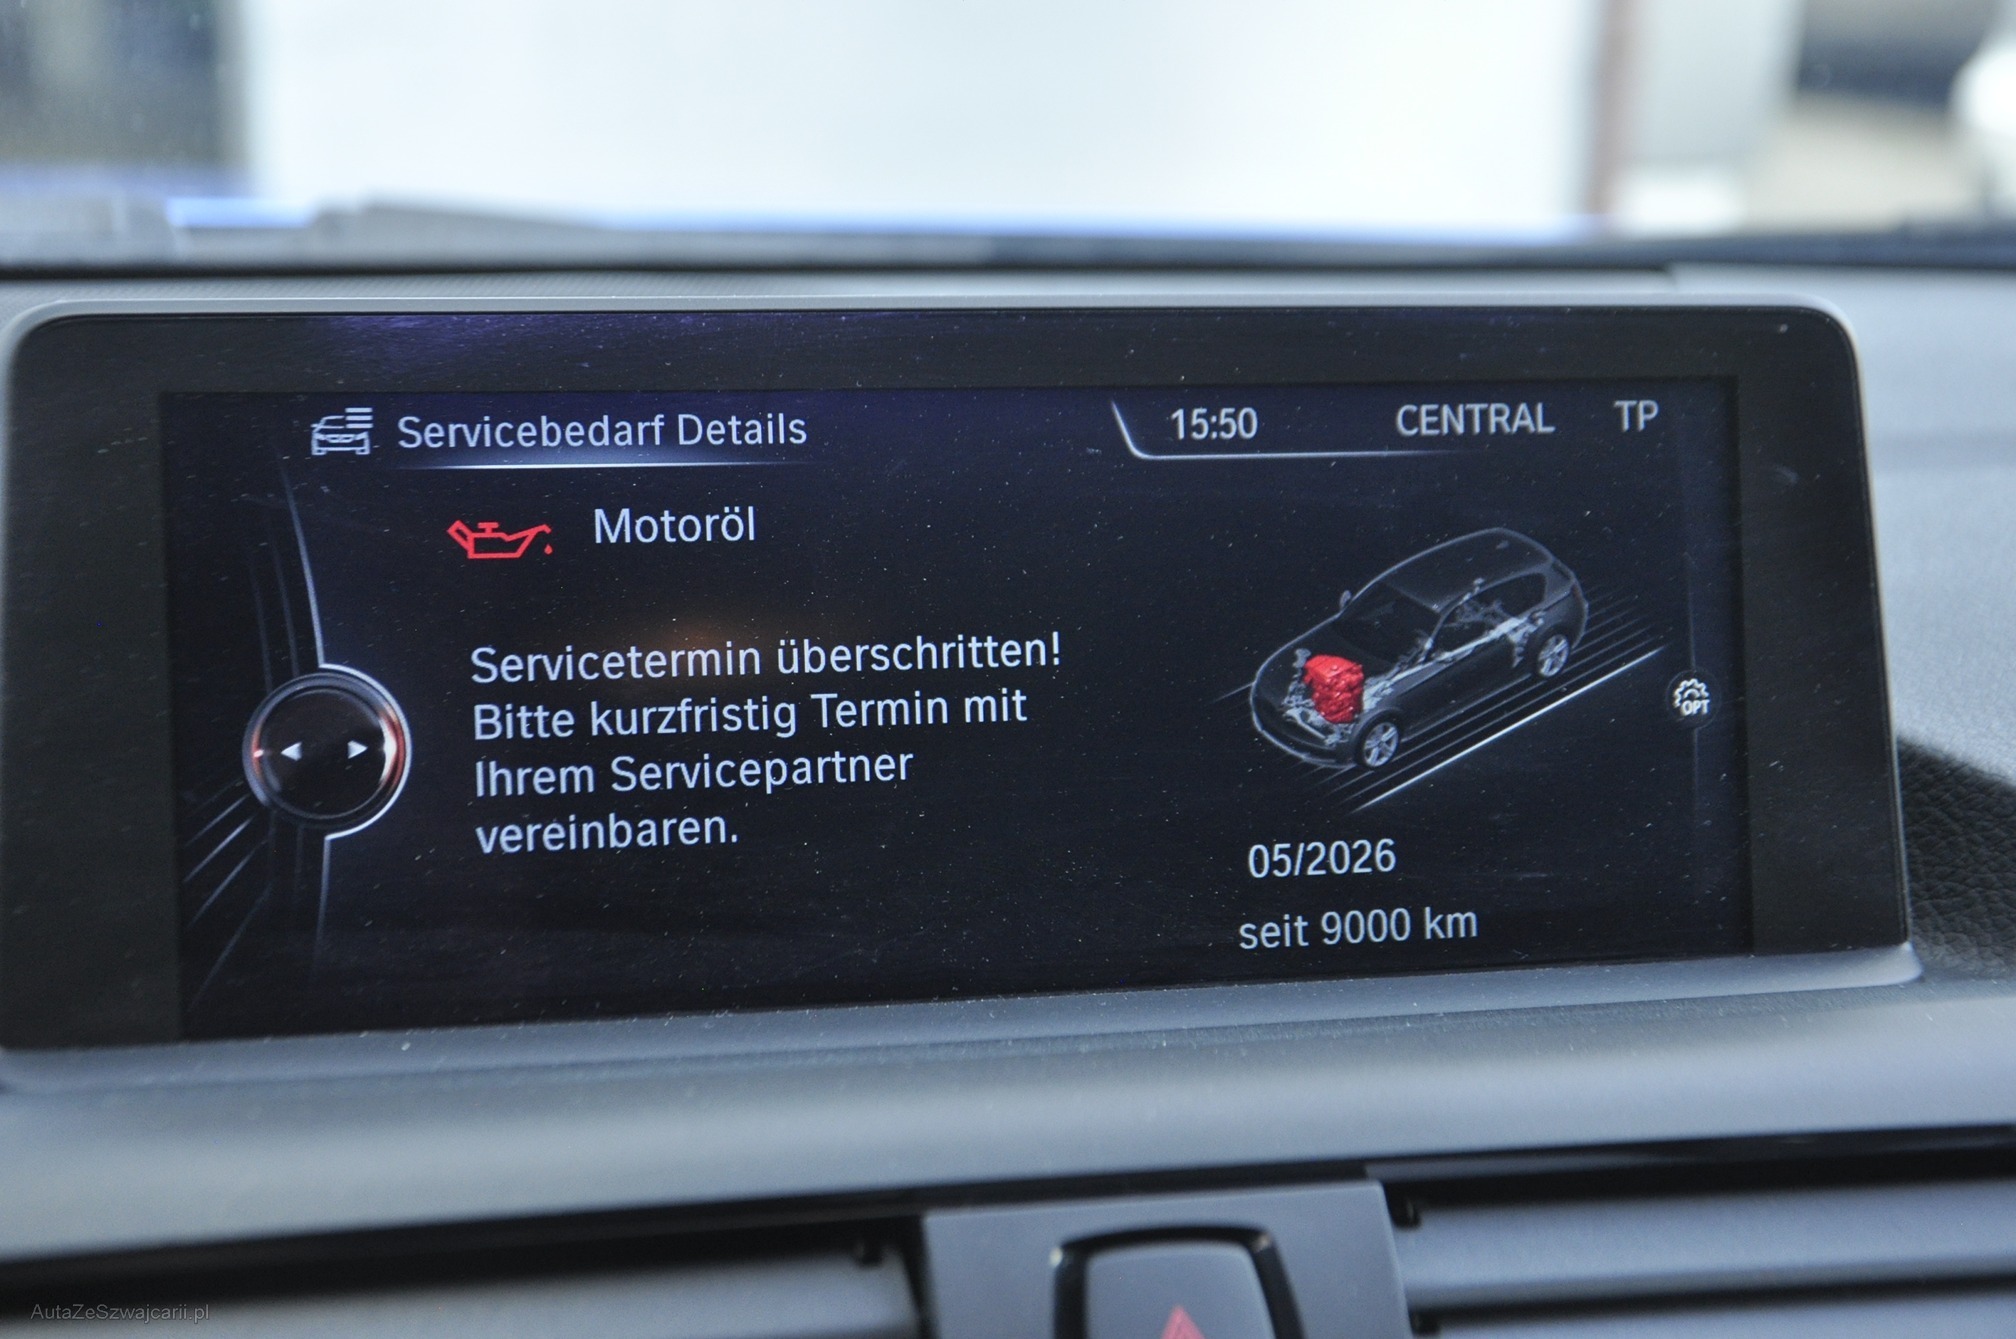 Servicebedarf Details
15:50 CENTRAL TP
Motoröl
Servicetermin überschritten!
Bitte kurzfristig Termin mit
Ihrem Servicepartner
vereinbaren.
OPT
05/2026
seit 9000 km
AutaZeSzwajcarii.pl